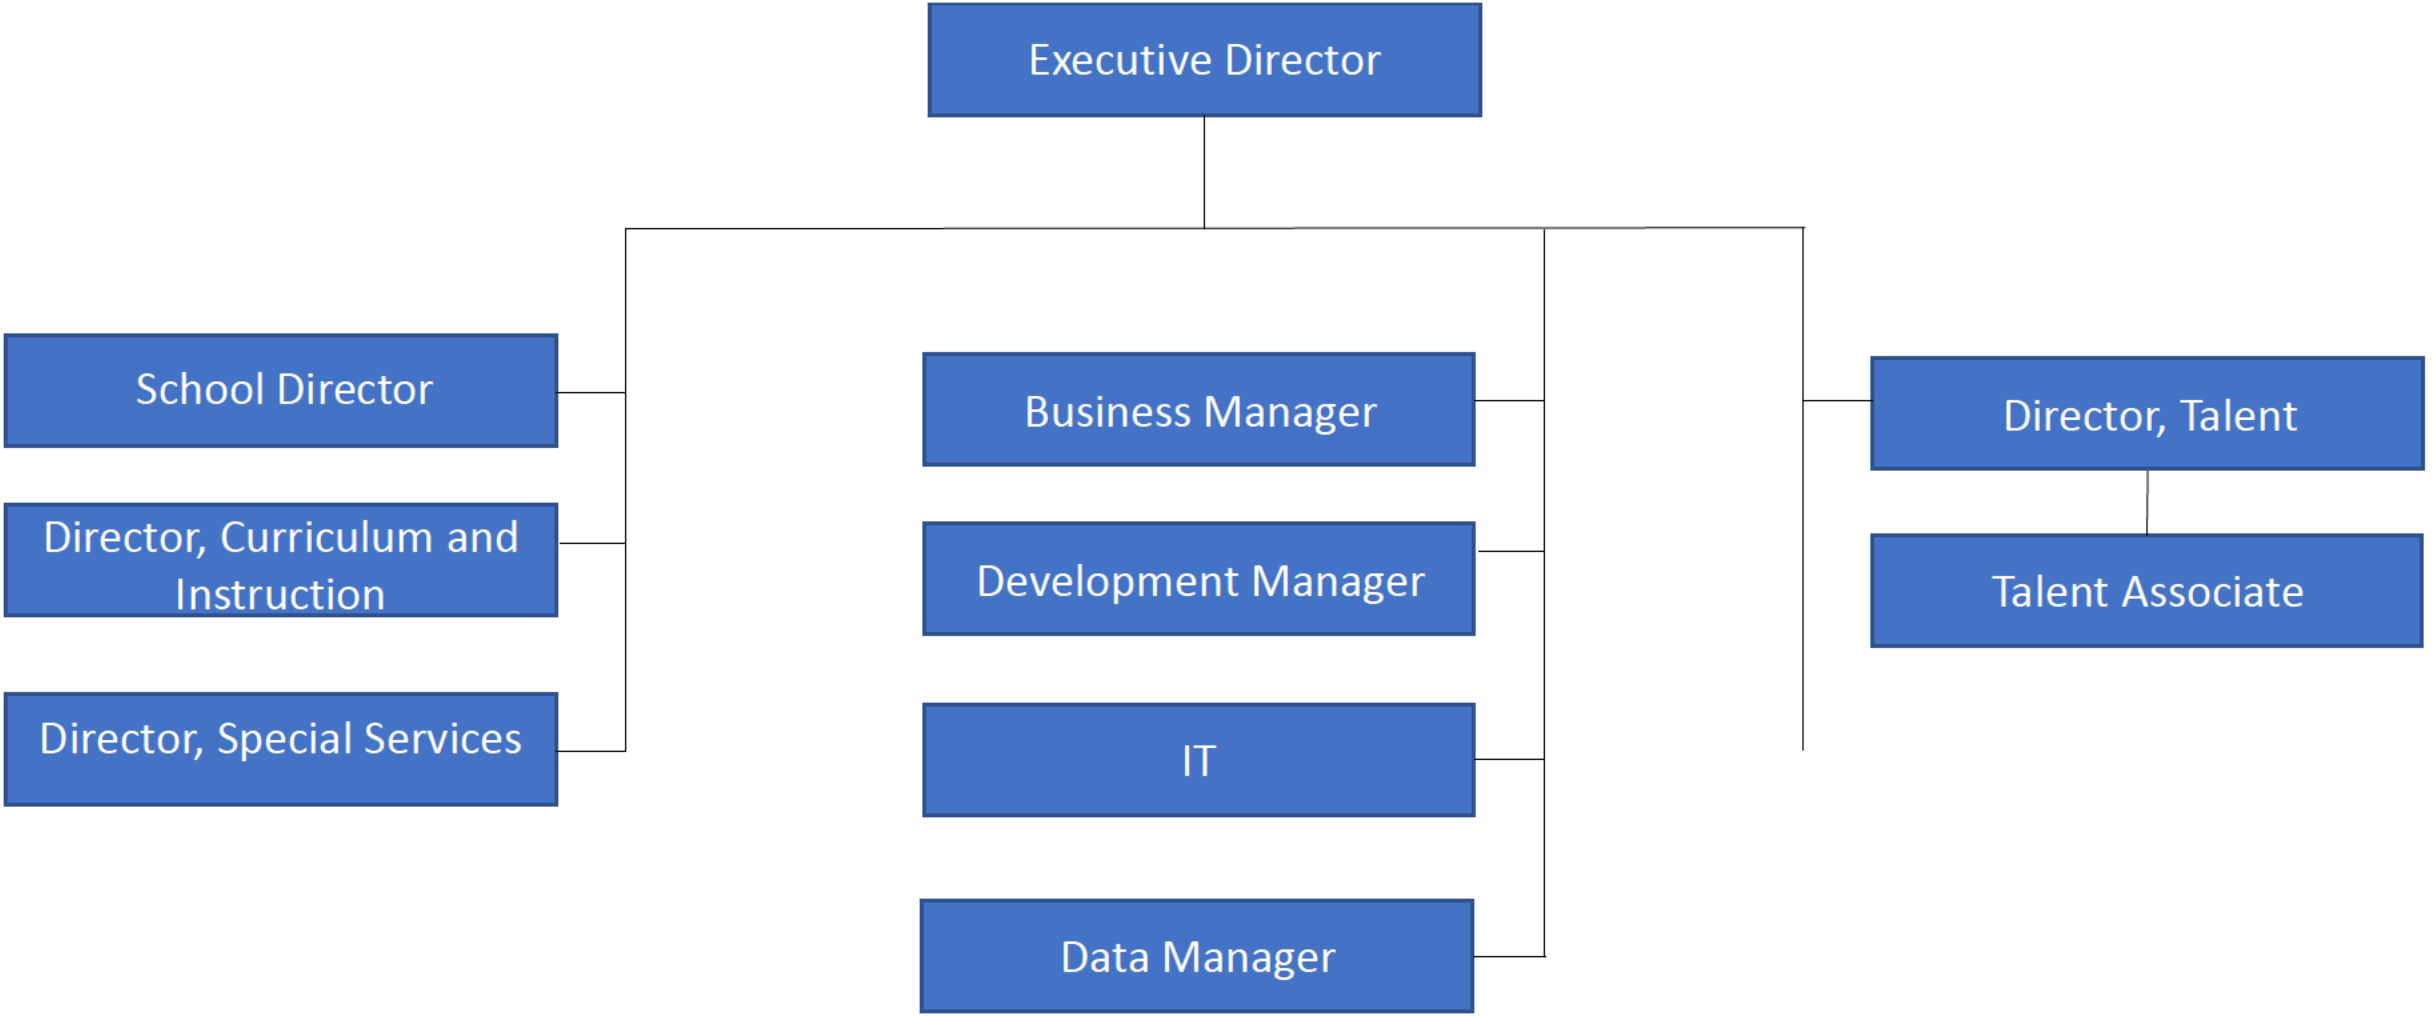 Executive Director
School Director
Director, Curriculum and
Instruction
Director, Special Services
Business Manager
Development Manager
IT
Data Manager
Director, Talent
Talent Associate